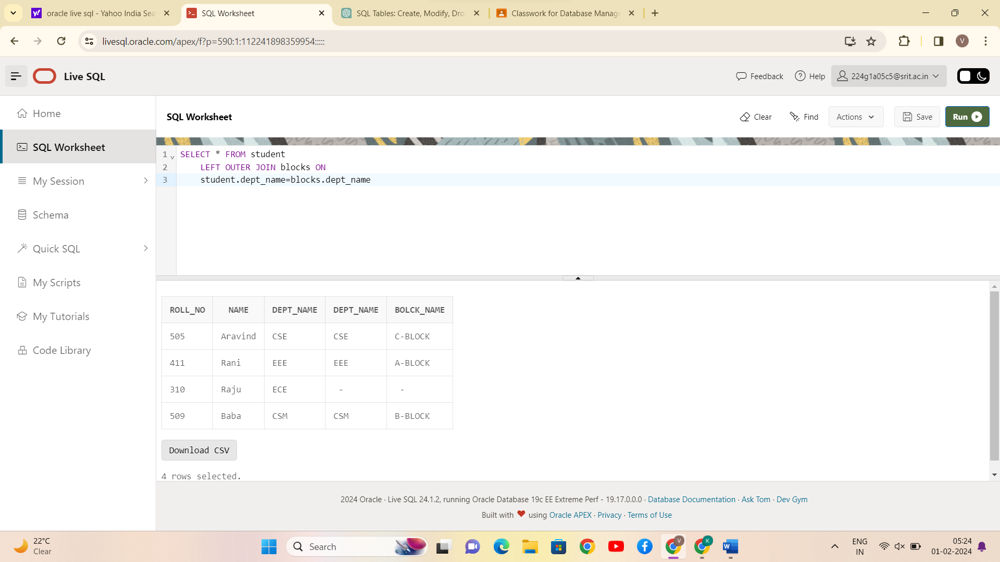 oracle live sql - Yahoo India Sea
SQL Worksheet
SQL Tables: Create, Modify, Dro
Classwork for Database Manage
livesql.oracle.com/apex/f?p=590:1:112241898359954:::::
V
Live SQL
Feedback
Help
224g1a05c5@srit.ac.in
Home
SQL Worksheet
My Session
Schema
Quick SQL
My Scripts
My Tutorials
Code Library
SQL Worksheet
Clear
Find
Actions
Save
Run
1 SELECT * FROM student
2 LEFT OUTER JOIN blocks ON
3 student.dept_name=blocks.dept_name
ROLL_NO NAME DEPT_NAME DEPT_NAME BOLCK_NAME
505 Aravind CSE CSE C-BLOCK
411 Rani EEE EEE A-BLOCK
310 Raju ECE - -
509 Baba CSM CSM B-BLOCK
Download CSV
4 rows selected.
2024 Oracle · Live SQL 24.1.2, running Oracle Database 19c EE Extreme Perf - 19.17.0.0.0 · Database Documentation · Ask Tom · Dev Gym
Built with ❤ using Oracle APEX · Privacy · Terms of Use
22°C
Clear
Search
V
K
W
ENG
IN
05:24
01-02-2024